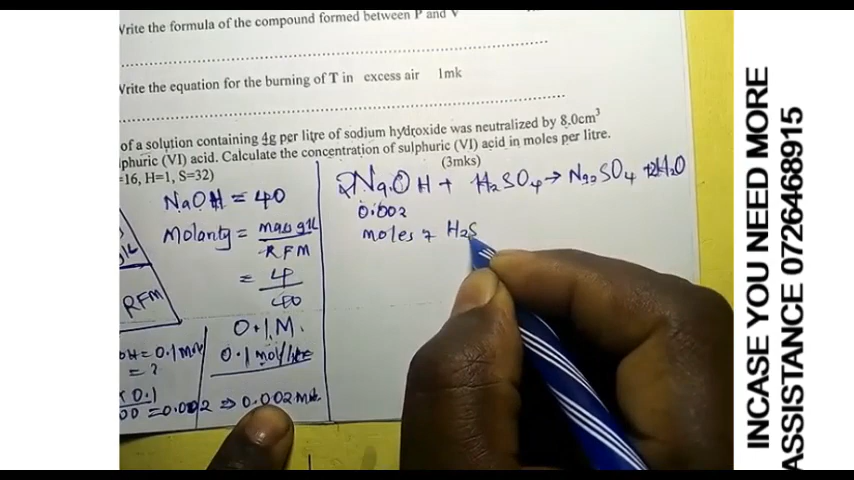 Write the formula of the compound formed between P and V
Write the equation for the burning of T in excess air 1mk
of a solution containing 4g per litre of sodium hydroxide was neutralized by 8.0cm³
phuric (VI) acid. Calculate the concentration of sulphuric (VI) acid in moles per litre.
=16, H=1, S=32)
(3mks)
NaOH = 40
Molarity = mass g/L
RFM
= 4
40
0.1 M.
0.1 mol/litre
RFM
OH = 0.1 mole
= ?
x 0.1
00 = 0.002 ⇒ 0.002 mol
2NaOH + H₂SO₄ → Na₂SO₄ + 2H₂O
0.002
moles of H₂S
INCASE YOU NEED MORE
ASSISTANCE 0726468915